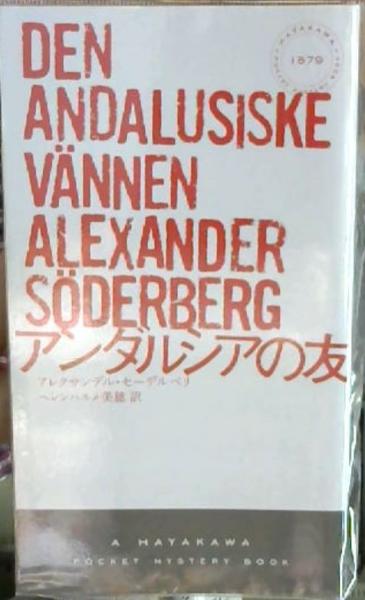 DEN
ANDALUSISKE
VÄNNEN
ALEXANDER
SÖDERBERG
アンダルシアの友
アレクサンデル・セーデルベリ
ヘレンハルメ美穂 訳
HAYAKAWA
1879
A HAYAKAWA
POCKET MYSTERY BOOK